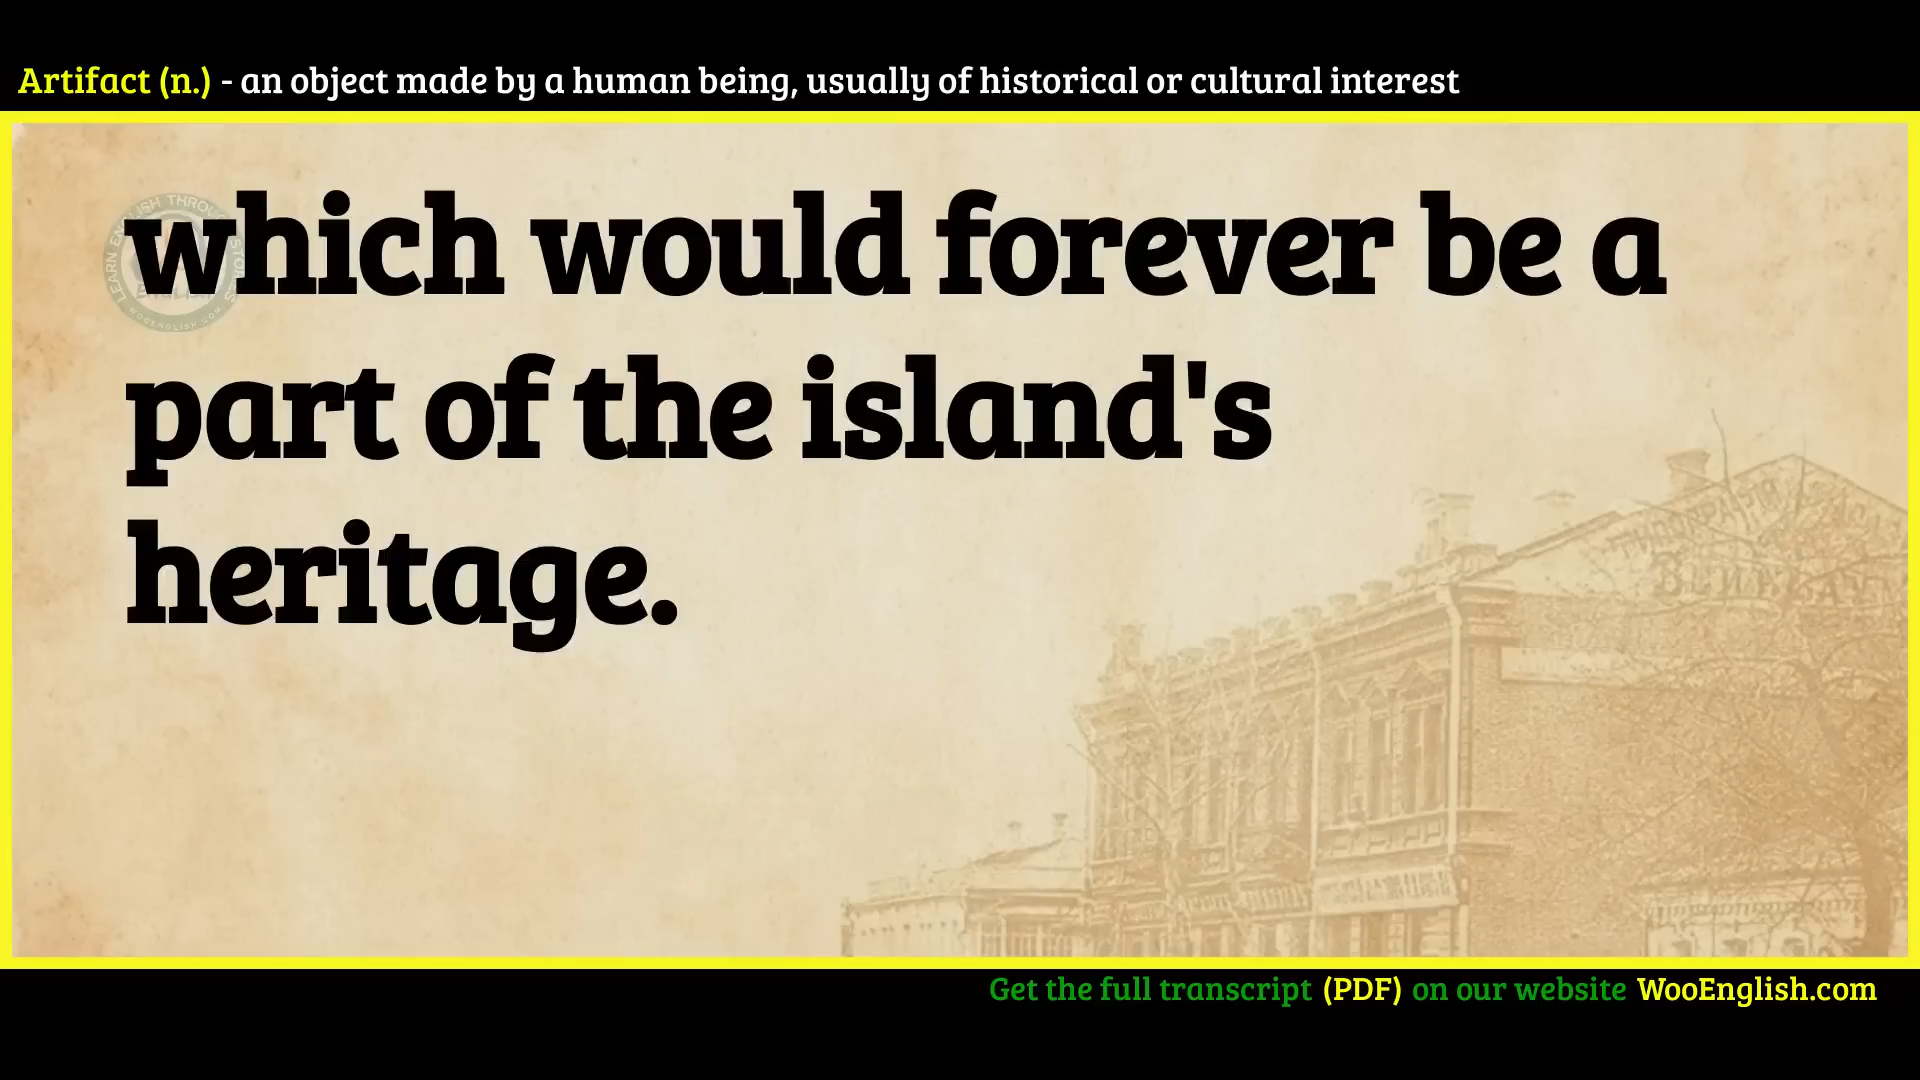 Artifact (n.) - an object made by a human being, usually of historical or cultural interest
which would forever be a
part of the island's
heritage.
Get the full transcript (PDF) on our website WooEnglish.com